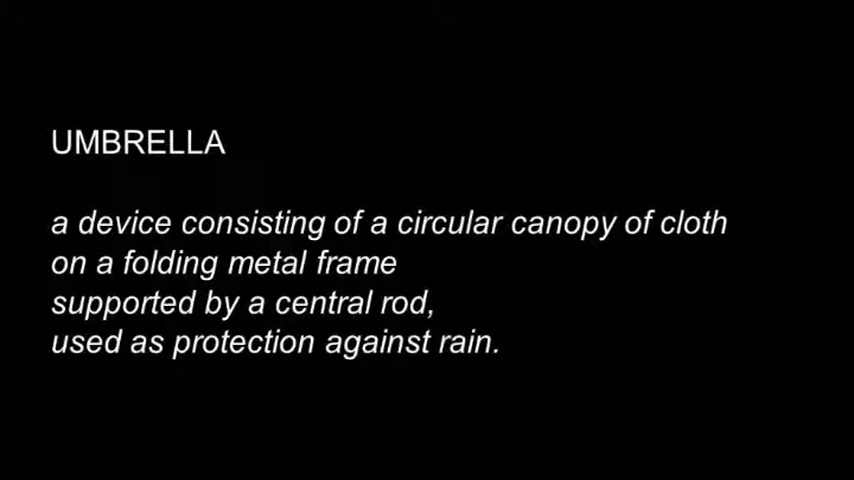 UMBRELLA
a device consisting of a circular canopy of cloth
on a folding metal frame
supported by a central rod,
used as protection against rain.